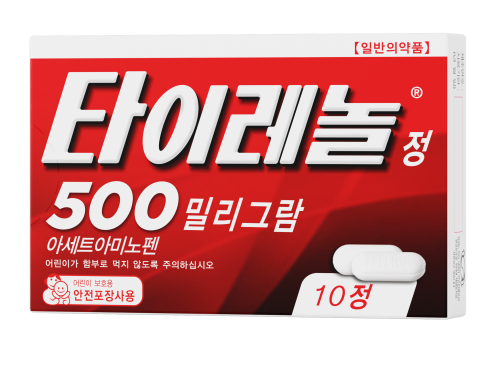 【일반의약품】
타이레놀® 정
500 밀리그람
아세트아미노펜
어린이가 함부로 먹지 않도록 주의하십시오
어린이 보호용
안전포장사용
10정